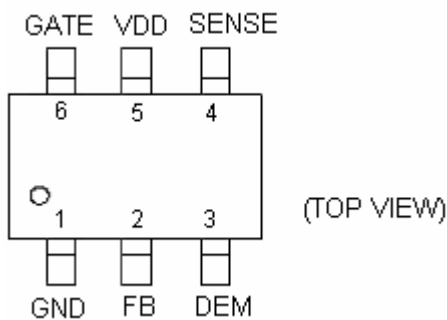 GATE VDD SENSE
6 5 4
1 2 3
(TOP VIEW)
GND FB DEM